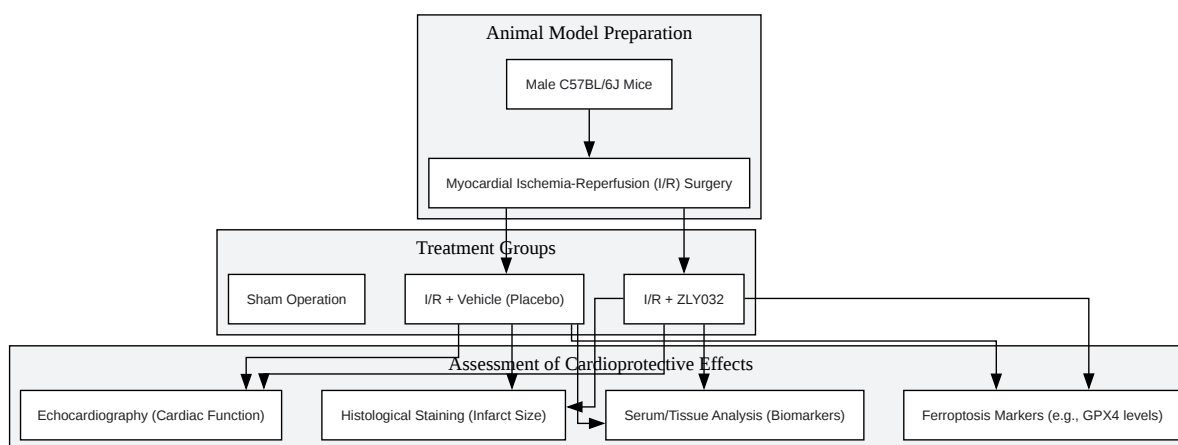 Animal Model Preparation
Male C57BL/6J Mice
Myocardial Ischemia-Reperfusion (I/R) Surgery
Treatment Groups
Sham Operation
I/R + Vehicle (Placebo)
I/R + ZLY032
Assessment of Cardioprotective Effects
Echocardiography (Cardiac Function)
Histological Staining (Infarct Size)
Serum/Tissue Analysis (Biomarkers)
Ferroptosis Markers (e.g., GPX4 levels)